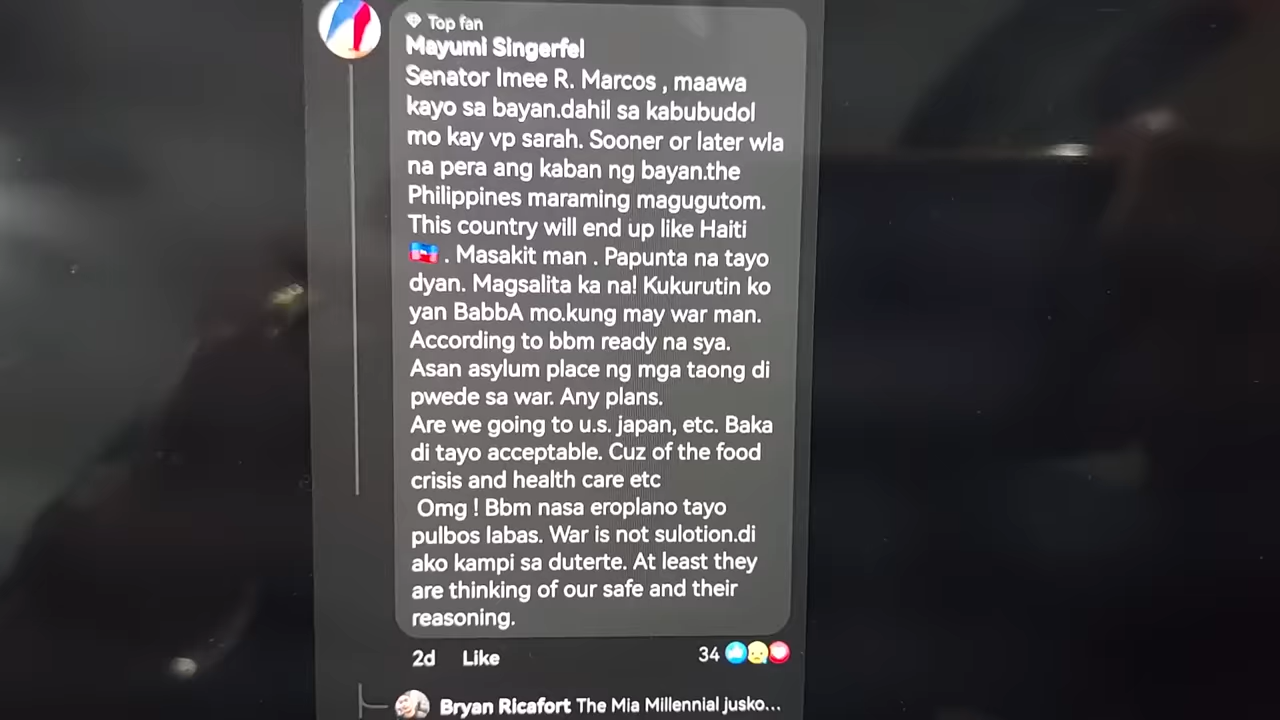 Top fan
Mayumi Singerfel
Senator Imee R. Marcos , maawa
kayo sa bayan.dahil sa kabubudol
mo kay vp sarah. Sooner or later wla
na pera ang kaban ng bayan.the
Philippines maraming magugutom.
This country will end up like Haiti
🇭🇹 . Masakit man . Papunta na tayo
dyan. Magsalita ka na! Kukurutin ko
yan BabbA mo.kung may war man.
According to bbm ready na sya.
Asan asylum place ng mga taong di
pwede sa war. Any plans.
Are we going to u.s. japan, etc. Baka
di tayo acceptable. Cuz of the food
crisis and health care etc
Omg ! Bbm nasa eroplano tayo
pulbos labas. War is not sulotion.di
ako kampi sa duterte. At least they
are thinking of our safe and their
reasoning.
2d Like 34
Bryan Ricafort The Mia Millennial jusko...